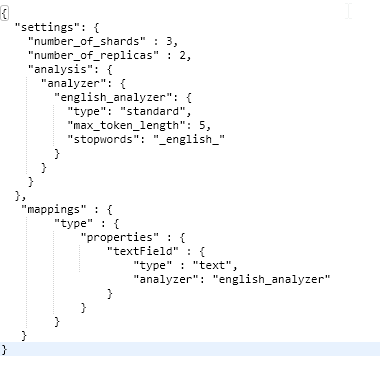 {
  "settings": {
    "number_of_shards" : 3,
    "number_of_replicas" : 2,
    "analysis": {
      "analyzer": {
        "english_analyzer": {
          "type": "standard",
          "max_token_length": 5,
          "stopwords": "_english_"
        }
      }
    }
  },
   "mappings" : {
        "type" : {
            "properties" : {
                "textField" : {
                    "type" : "text",
                    "analyzer": "english_analyzer"
                }
            }
        }
   }
}